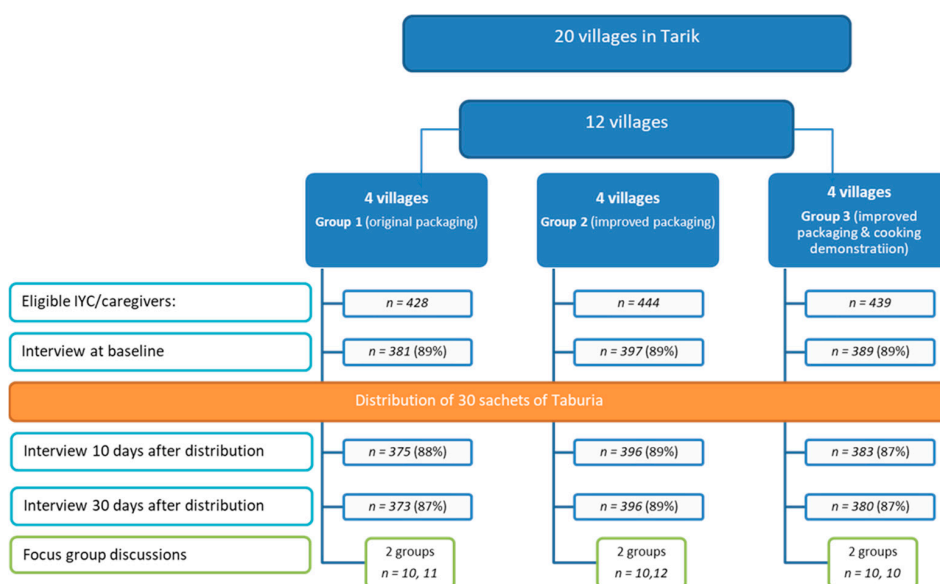 20 villages in Tarik
12 villages
4 villages
Group 1 (original packaging)
4 villages
Group 2 (improved packaging)
4 villages
Group 3 (improved
packaging & cooking
demonstratiion)
Eligible IYC/caregivers:
n = 428
n = 444
n = 439
Interview at baseline
n = 381 (89%)
n = 397 (89%)
n = 389 (89%)
Distribution of 30 sachets of Taburia
Interview 10 days after distribution
n = 375 (88%)
n = 396 (89%)
n = 383 (87%)
Interview 30 days after distribution
n = 373 (87%)
n = 396 (89%)
n = 380 (87%)
Focus group discussions
2 groups
n = 10, 11
2 groups
n = 10,12
2 groups
n = 10, 10